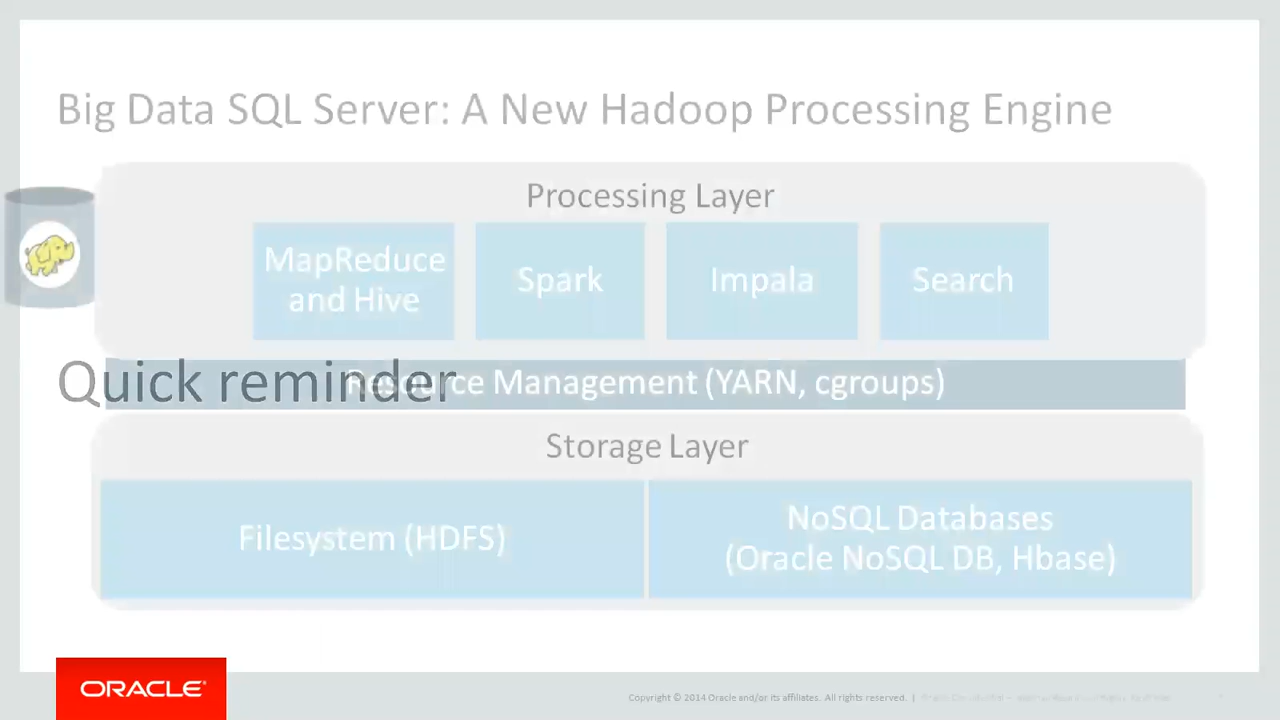 Big Data SQL Server: A New Hadoop Processing Engine
Processing Layer
MapReduce
and Hive
Spark
Impala
Search
Quick reminder
Resource Management (YARN, cgroups)
Storage Layer
Filesystem (HDFS)
NoSQL Databases
(Oracle NoSQL DB, Hbase)
ORACLE®
Copyright © 2014 Oracle and/or its affiliates. All rights reserved. |